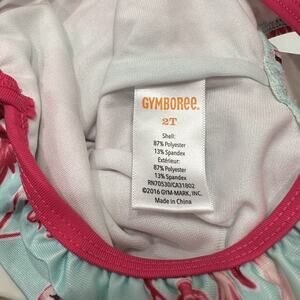 GYMBOREE.
2T
Shell:
87% Polyester
13% Spandex
Extérieur:
87% Polyester
13% Spandex
RN70530/CA31802
©2016 GYM-MARK, INC.
Made in China